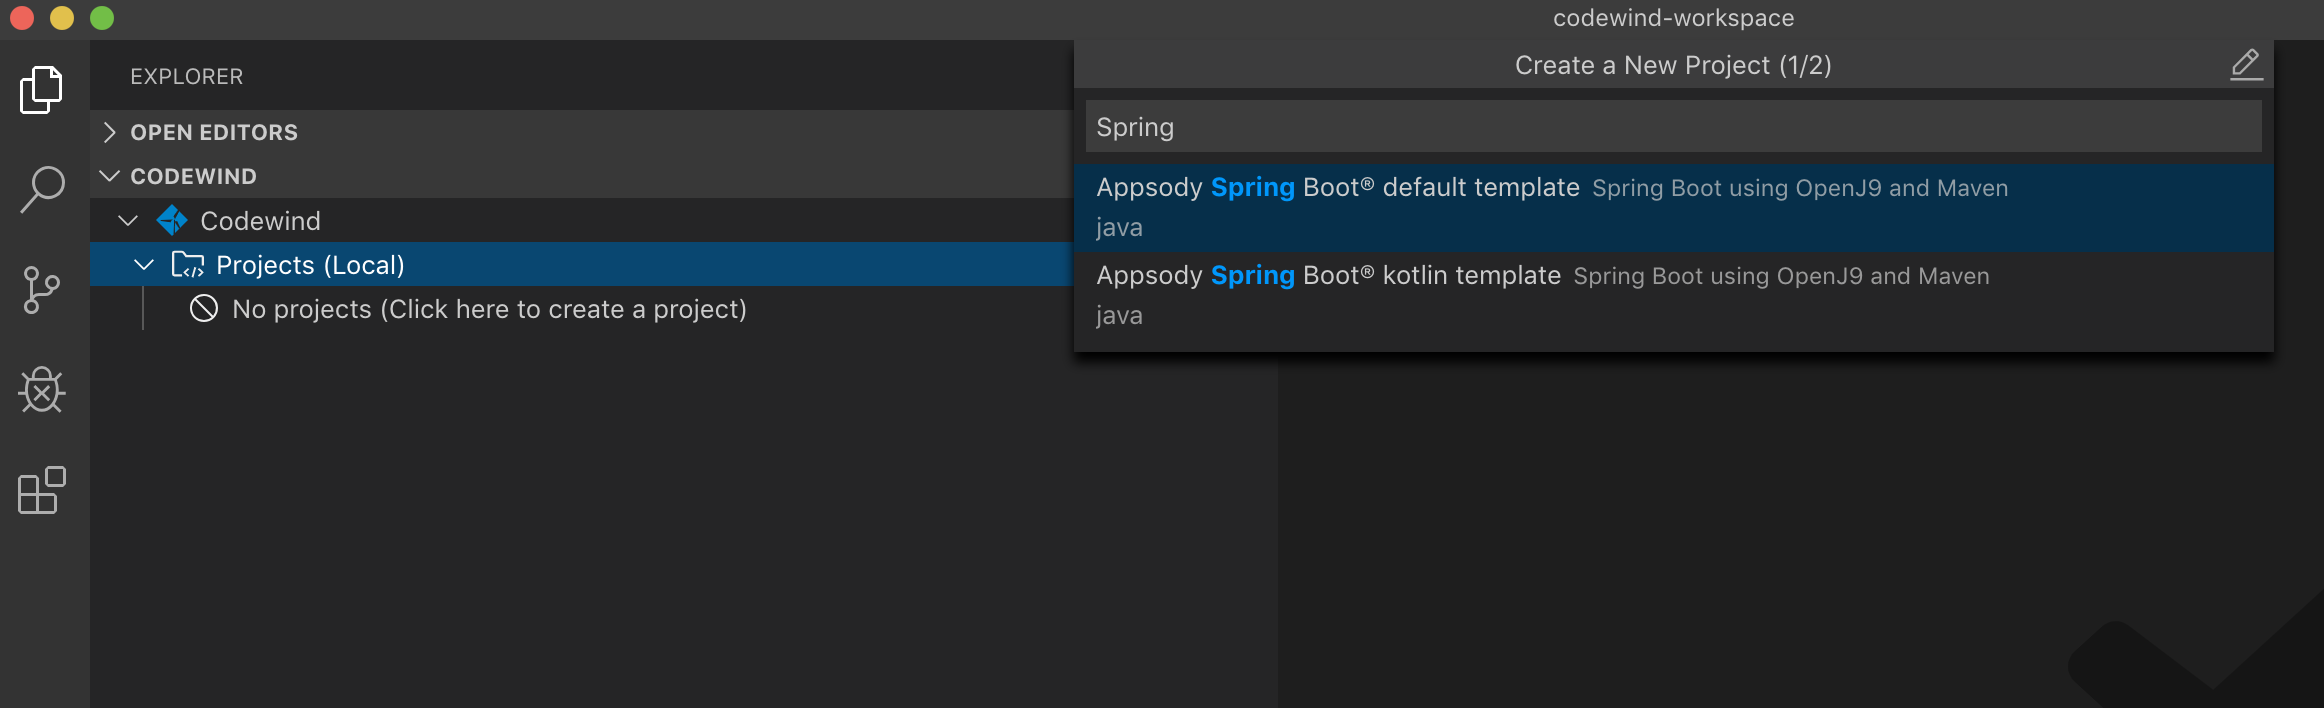 codewind-workspace
EXPLORER
OPEN EDITORS
CODEWIND
Codewind
Projects (Local)
No projects (Click here to create a project)
Create a New Project (1/2)
Spring
Appsody Spring Boot® default template Spring Boot using OpenJ9 and Maven
java
Appsody Spring Boot® kotlin template Spring Boot using OpenJ9 and Maven
java